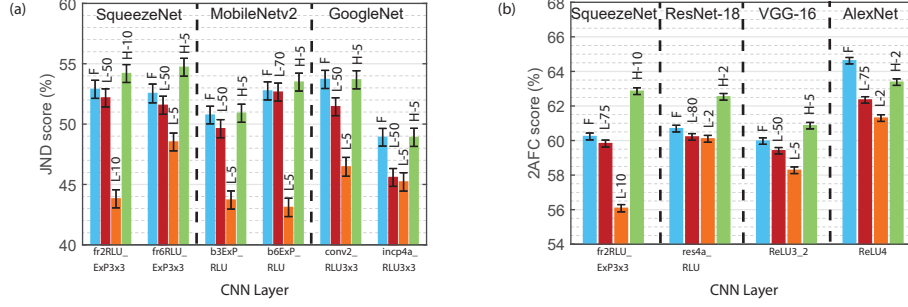 (a)
SqueezeNet MobileNetv2 GoogleNet
JND score (%)
60
55
50
45
40
F L-50 L-10 H-10
F L-50 L-5 H-5
F L-50 L-5 H-5
F L-70 L-5 H-5
F L-50 L-5 H-5
F L-50 L-5 H-5
fr2RLU_ fr6RLU_ b3ExP_ b6ExP_ conv2_ incp4a_
ExP3x3 ExP3x3 RLU RLU RLU3x3 RLU3x3
CNN Layer
(b)
SqueezeNet ResNet-18 VGG-16 AlexNet
2AFC score (%)
66
64
62
60
58
56
54
F L-75 L-10 H-10
F L-80 L-2 H-2
F L-50 L-5 H-5
F L-75 L-2 H-2
fr2RLU_ res4a_ ReLU3_2 ReLU4
ExP3x3 RLU
CNN Layer